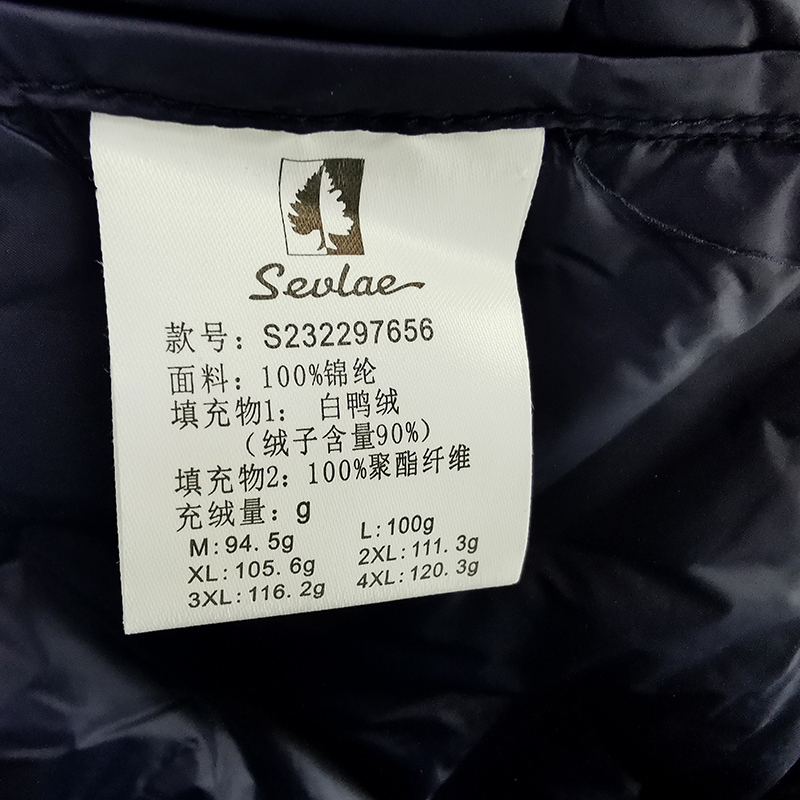 Sevlae
款号：S232297656
面料：100%锦纶
填充物1： 白鸭绒
（绒子含量90%）
填充物2：100%聚酯纤维
充绒量：g
M:94.5g L:100g
XL:105.6g 2XL:111.3g
3XL:116.2g 4XL:120.3g